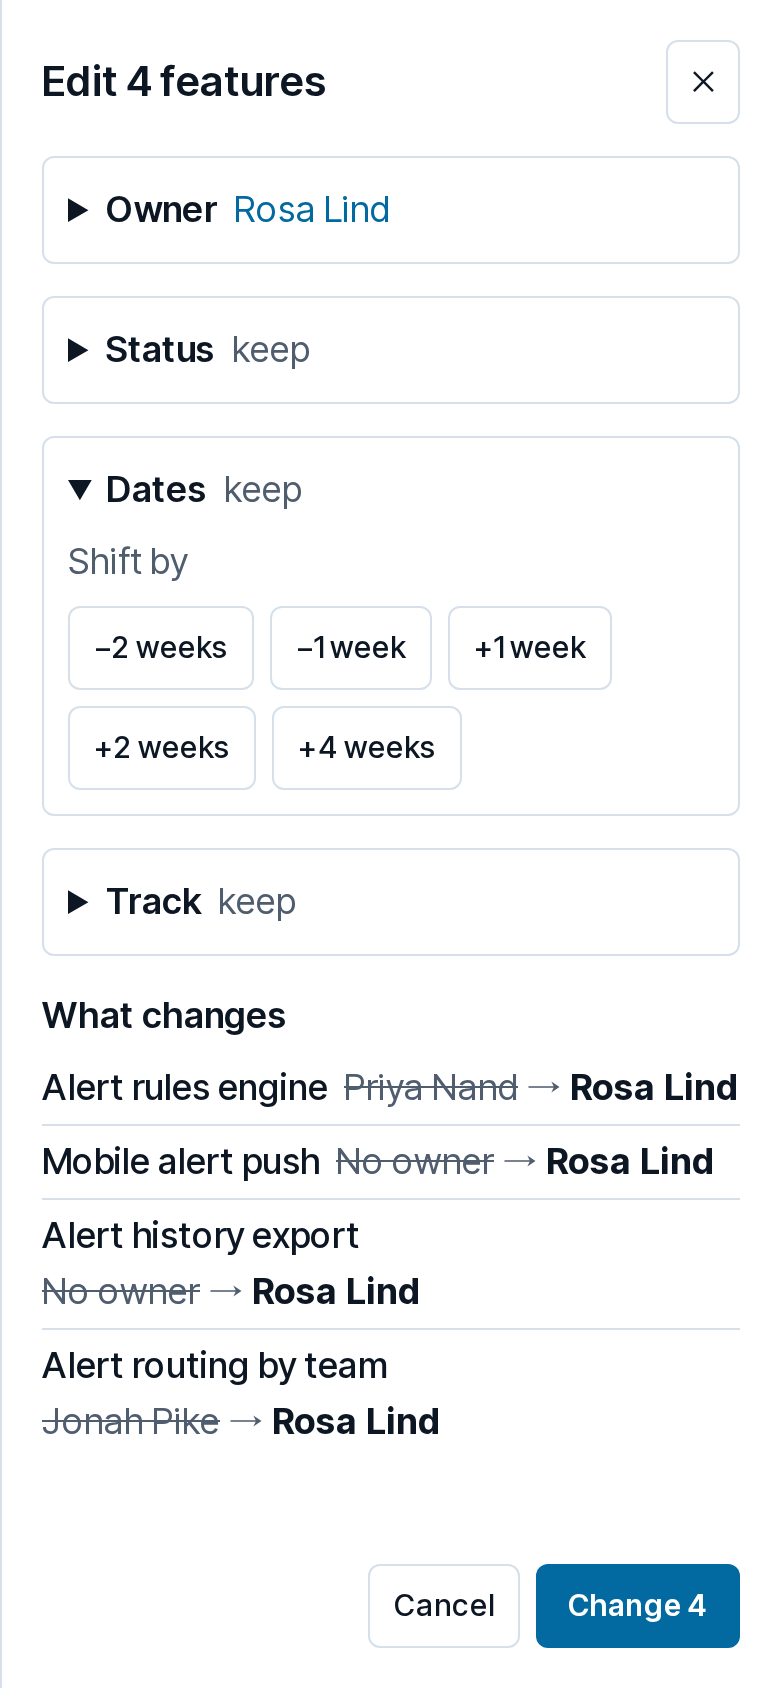 Edit 4 features
Owner Rosa Lind
Status keep
Dates keep
Shift by
−2 weeks −1 week +1 week
+2 weeks +4 weeks
Track keep
What changes
Alert rules engine Priya Nand → Rosa Lind
Mobile alert push No owner → Rosa Lind
Alert history export
No owner → Rosa Lind
Alert routing by team
Jonah Pike → Rosa Lind
Cancel Change 4